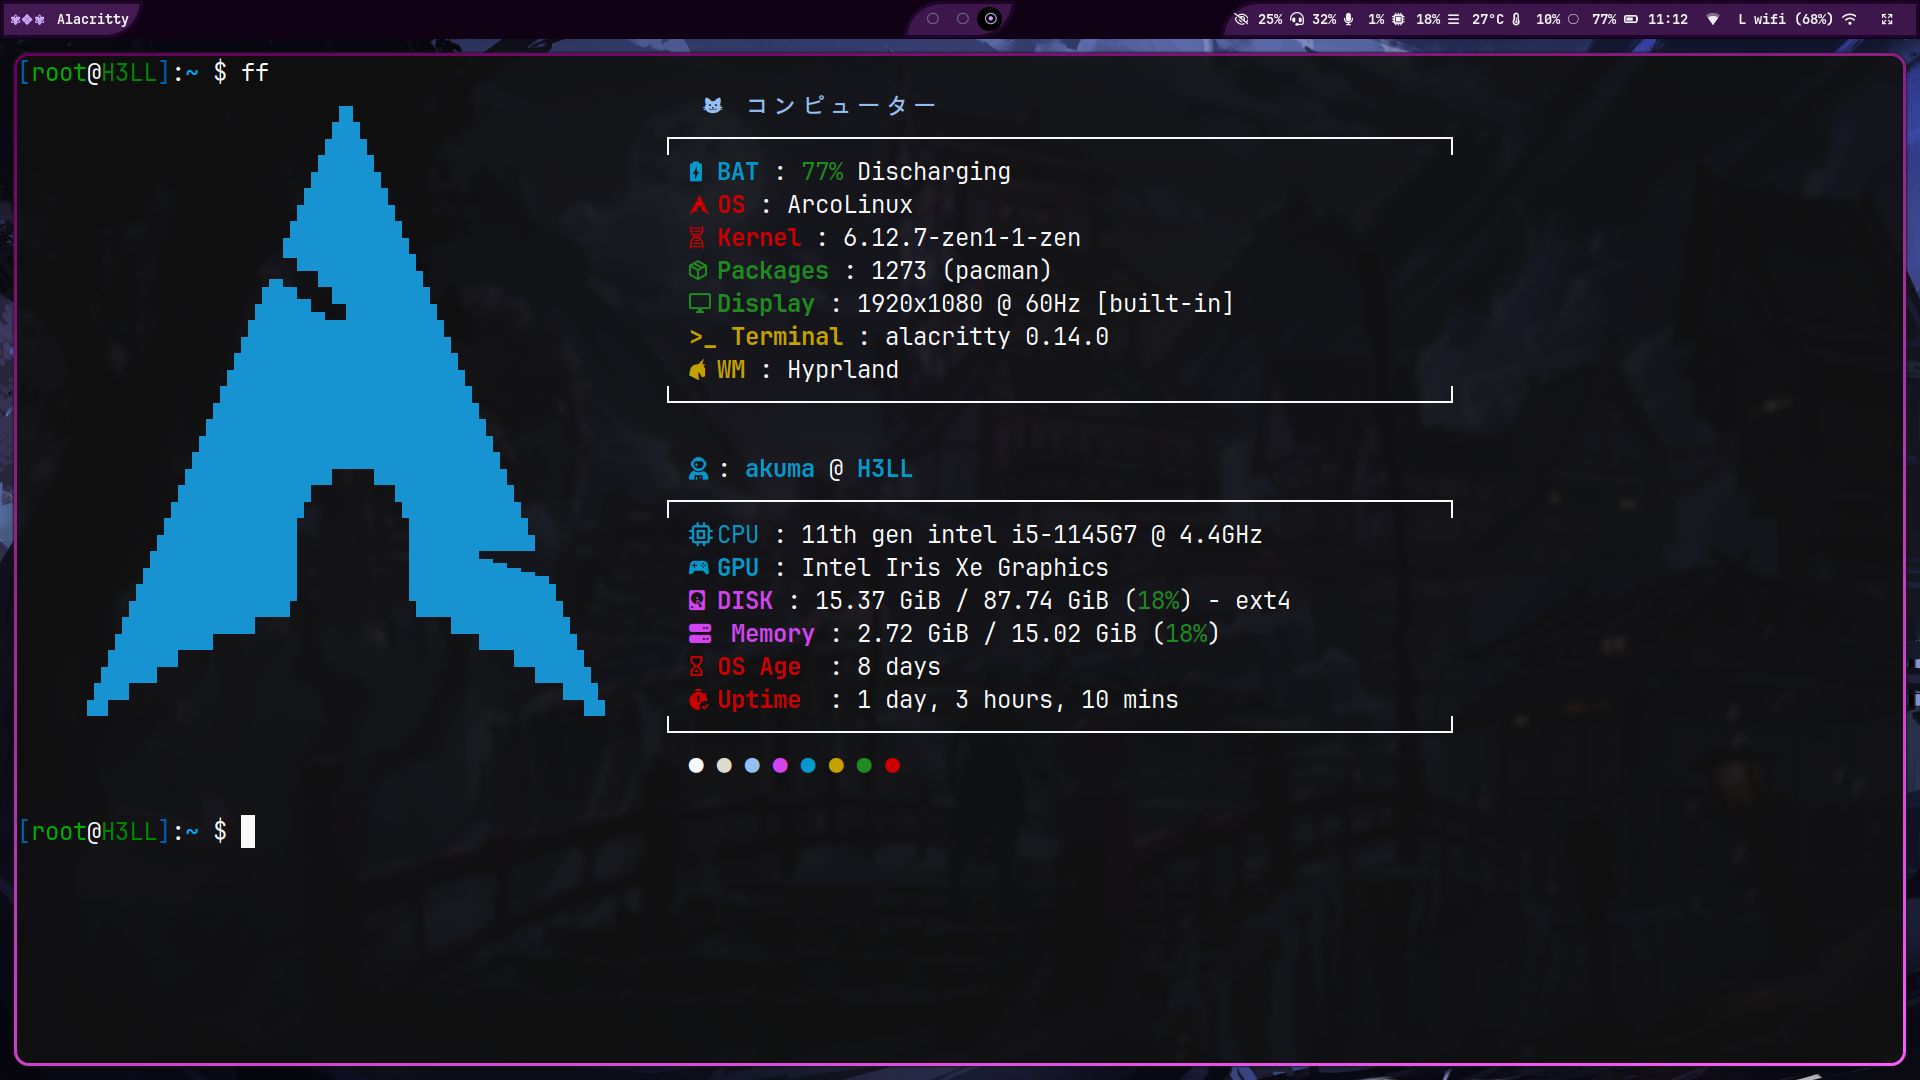 Alacritty
25% 32% 1% 18% 27°C 10% 77% 11:12 L wifi (68%)
[root@H3LL]:~ $ ff
コンピューター
BAT : 77% Discharging
OS : ArcoLinux
Kernel : 6.12.7-zen1-1-zen
Packages : 1273 (pacman)
Display : 1920x1080 @ 60Hz [built-in]
>_ Terminal : alacritty 0.14.0
WM : Hyprland
: akuma @ H3LL
CPU : 11th gen intel i5-1145G7 @ 4.4GHz
GPU : Intel Iris Xe Graphics
DISK : 15.37 GiB / 87.74 GiB (18%) - ext4
Memory : 2.72 GiB / 15.02 GiB (18%)
OS Age : 8 days
Uptime : 1 day, 3 hours, 10 mins
[root@H3LL]:~ $